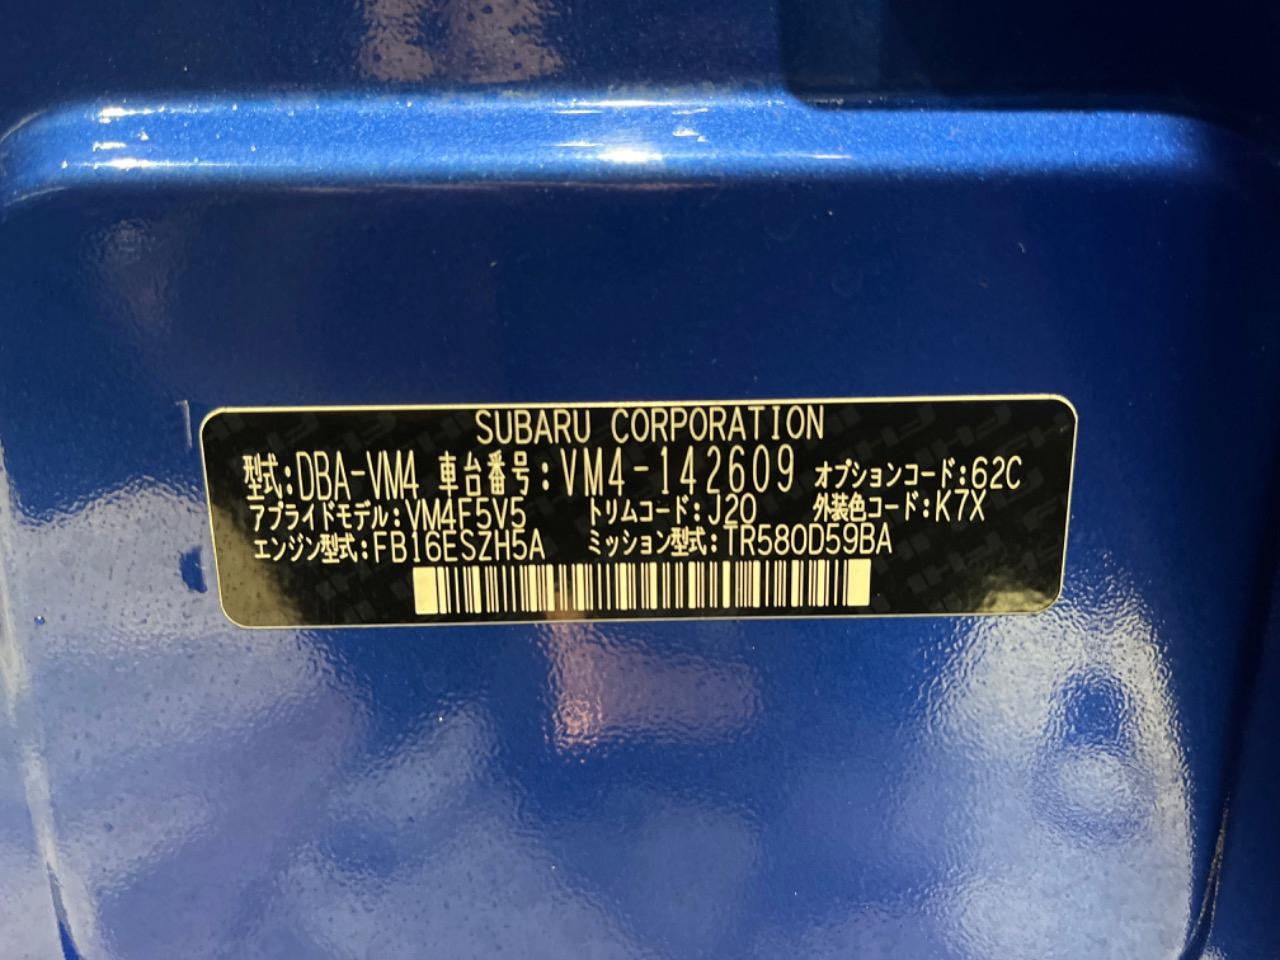 SUBARU CORPORATION
型式:DBA-VM4 車台番号:VM4-142609 オプションコード:62C
アプライドモデル:VM4F5V5 トリムコード:J20 外装色コード:K7X
エンジン型式:FB16ESZH5A ミッション型式:TR580D59BA